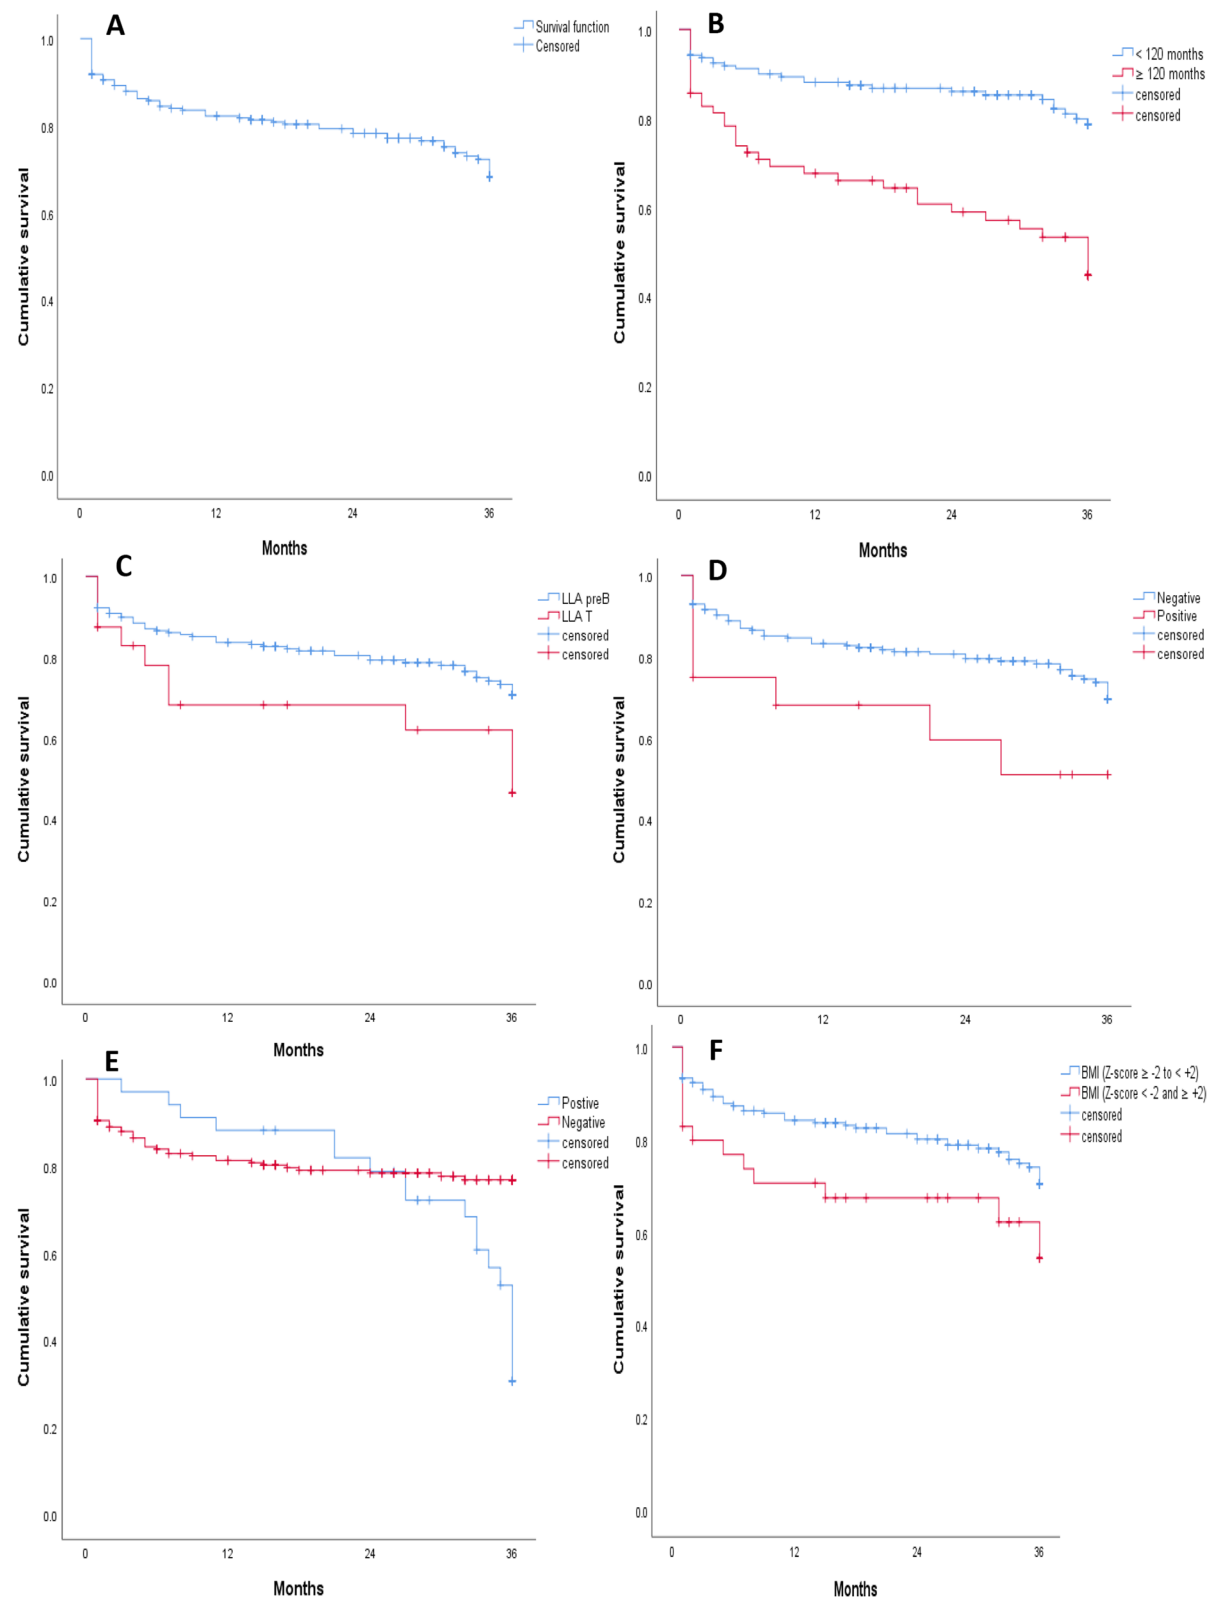 A
Survival function
Censored
Cumulative survival
1.0
0.8
0.6
0.4
0.2
0.0
0 12 24 36
Months
B
< 120 months
≥ 120 months
censored
censored
Cumulative survival
1.0
0.8
0.6
0.4
0.2
0.0
0 12 24 36
Months
C
LLA preB
LLA T
censored
censored
Cumulative survival
1.0
0.8
0.6
0.4
0.2
0.0
0 12 24 36
Months
D
Negative
Positive
censored
censored
Cumulative survival
1.0
0.8
0.6
0.4
0.2
0.0
0 12 24 36
E
Postive
Negative
censored
censored
Cumulative survival
1.0
0.8
0.6
0.4
0.2
0.0
0 12 24 36
Months
F
BMI (Z-score ≥ -2 to < +2)
BMI (Z-score < -2 and ≥ +2)
censored
censored
Cumulative survival
1.0
0.8
0.6
0.4
0.2
0.0
0 12 24 36
Months